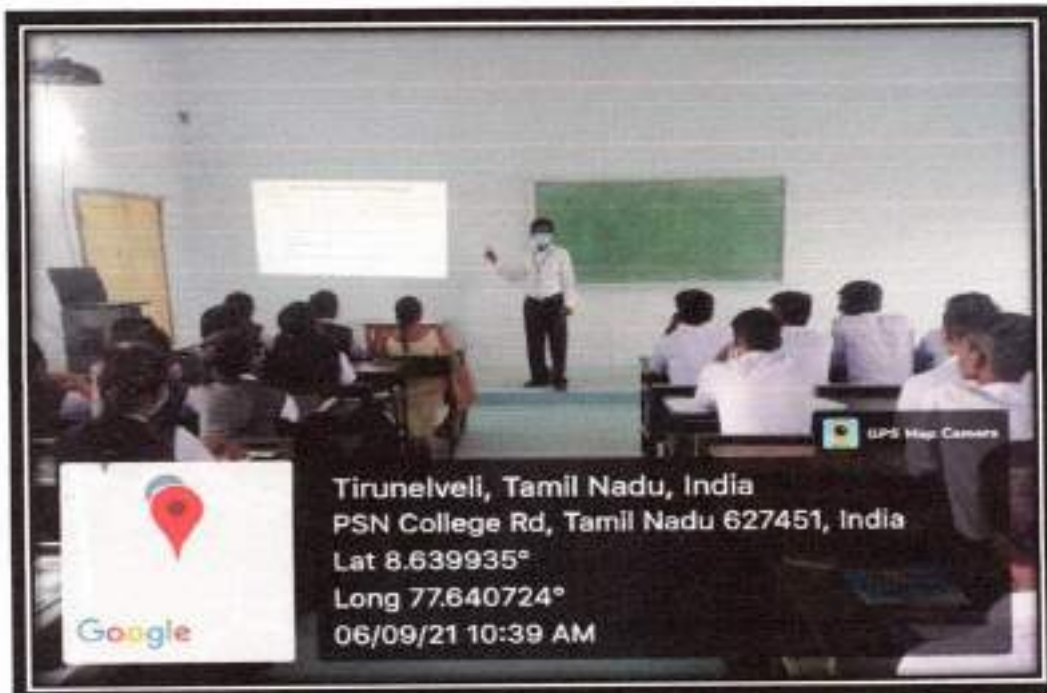 GPS Map Camera
Tirunelveli, Tamil Nadu, India
PSN College Rd, Tamil Nadu 627451, India
Lat 8.639935°
Long 77.640724°
06/09/21 10:39 AM
Google